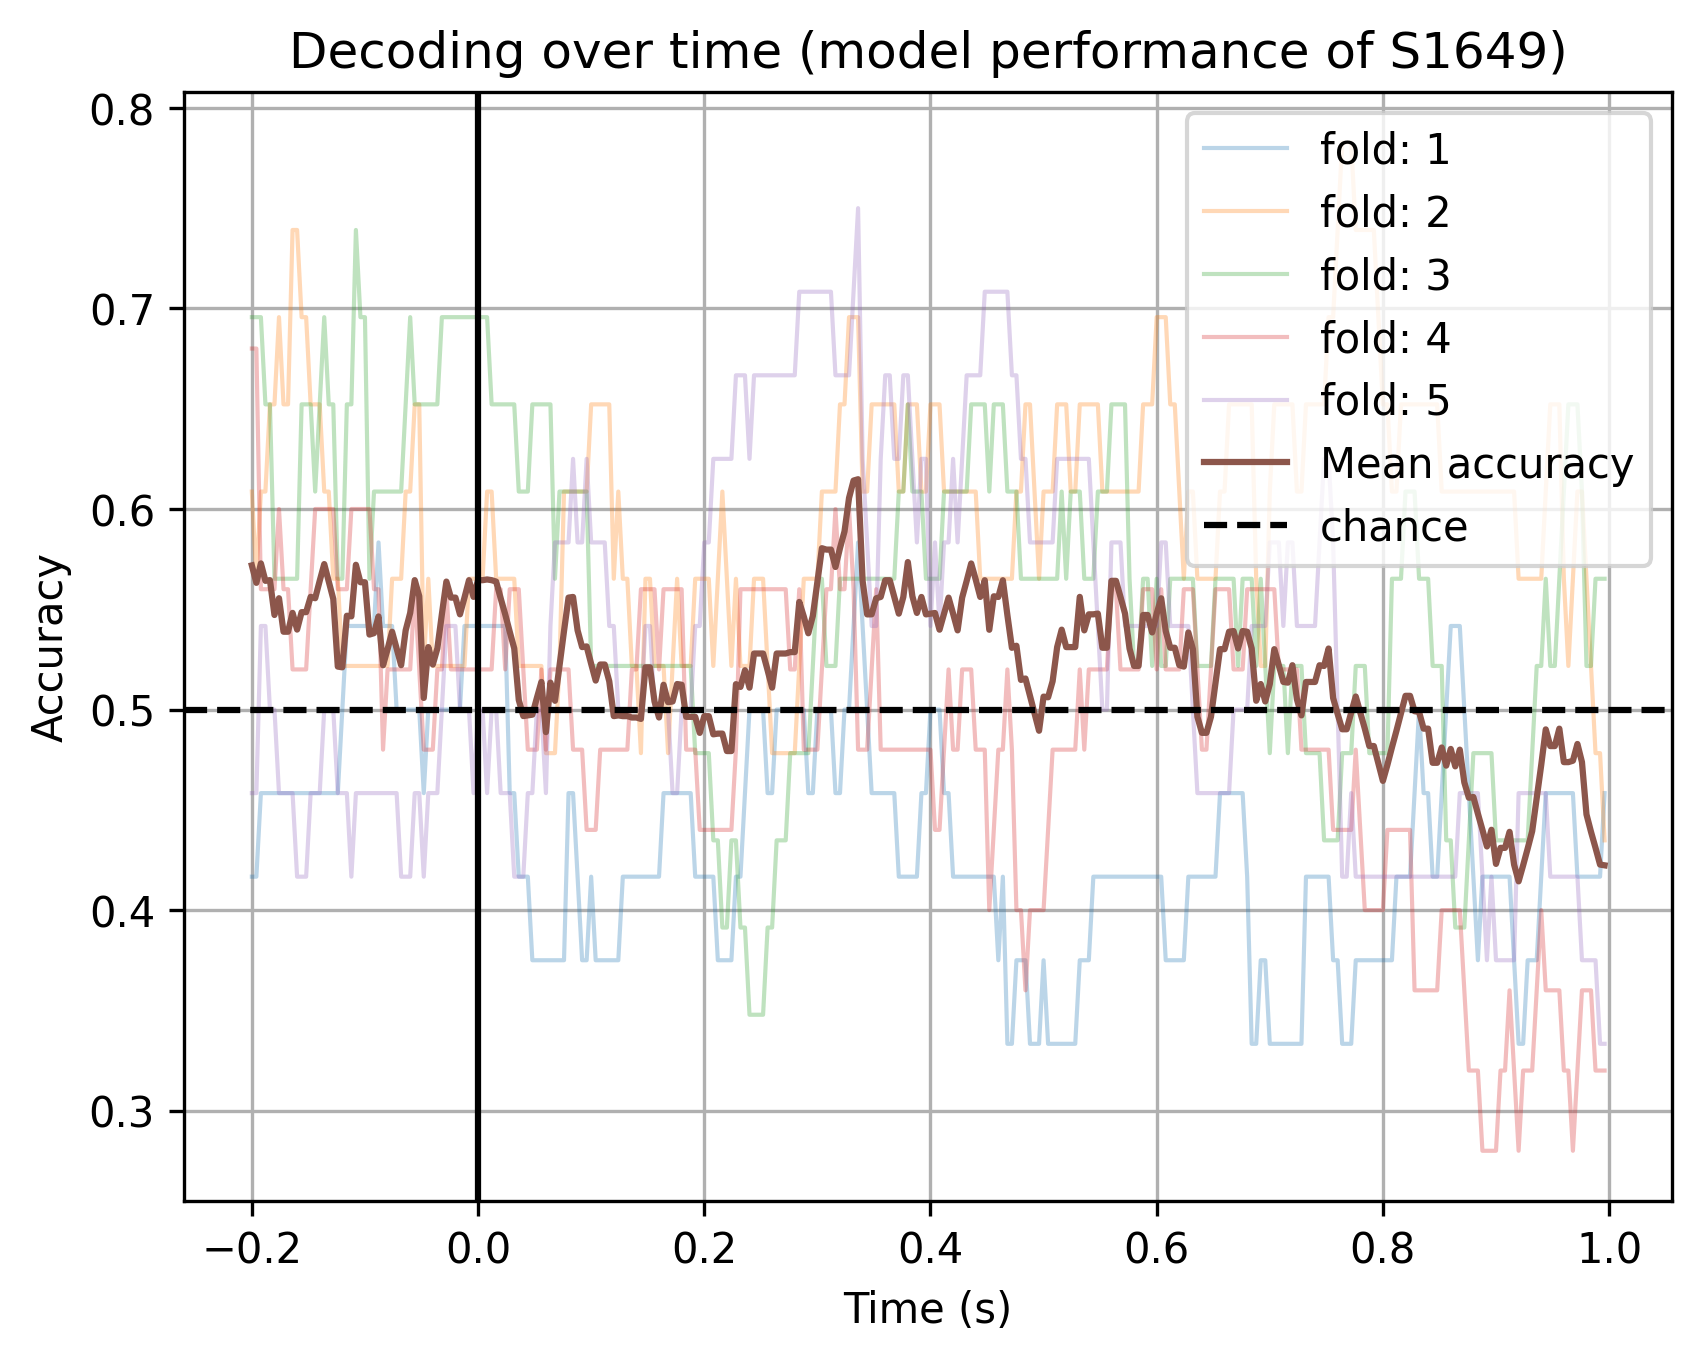 Decoding over time (model performance of S1649)
Accuracy
0.8
0.7
0.6
0.5
0.4
0.3
fold: 1
fold: 2
fold: 3
fold: 4
fold: 5
Mean accuracy
chance
−0.2 0.0 0.2 0.4 0.6 0.8 1.0
Time (s)